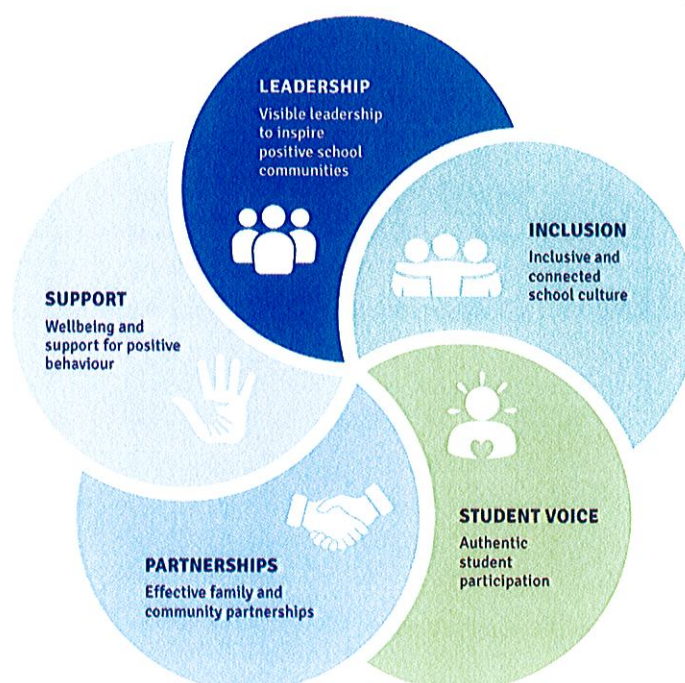 LEADERSHIP
Visible leadership
to inspire
positive school
communities
INCLUSION
Inclusive and
connected
school culture
STUDENT VOICE
Authentic
student
participation
PARTNERSHIPS
Effective family and
community partnerships
SUPPORT
Wellbeing and
support for positive
behaviour